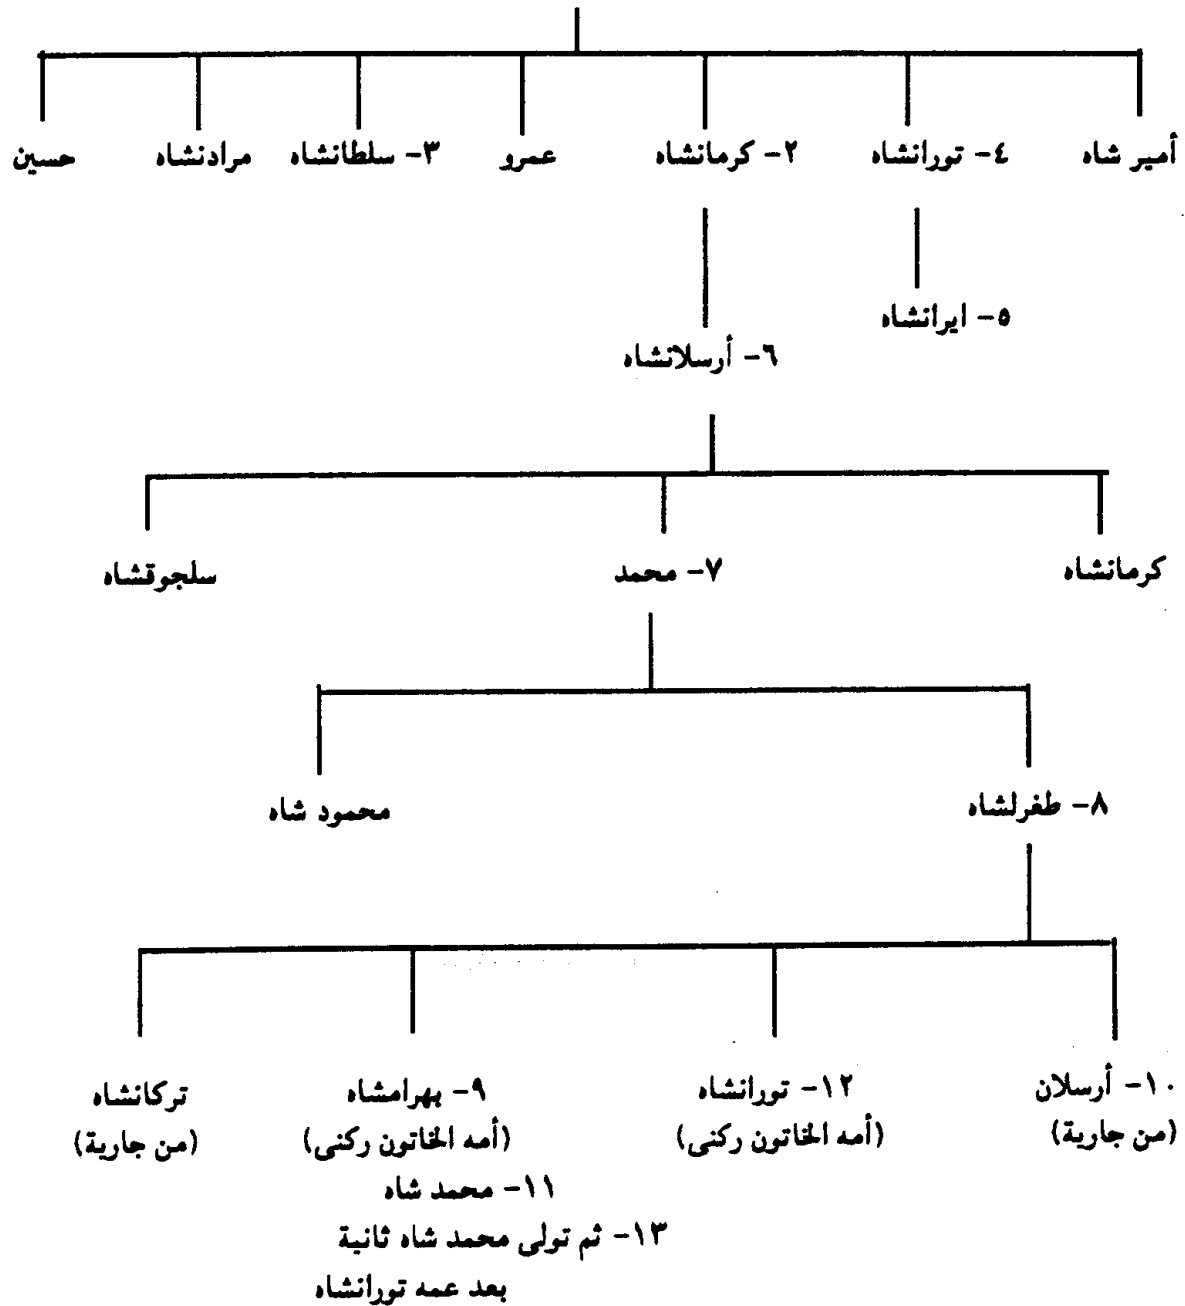 أمير شاه
٤- تورانشاه
٢- كرمانشاه
عمرو
٣- سلطانشاه
مرادنشاه
حسين
٥- ايرانشاه
٦- أرسلانشاه
كرمانشاه
٧- محمد
سلجوقشاه
٨- طغرلشاه
محمود شاه
١٠- أرسلان
(من جارية)
١٢- تورانشاه
(أمه الخاتون ركنى)
٩- بهرامشاه
(أمه الخاتون ركنى)
١١- محمد شاه
١٣- ثم تولى محمد شاه ثانية
بعد عمه تورانشاه
تركانشاه
(من جارية)